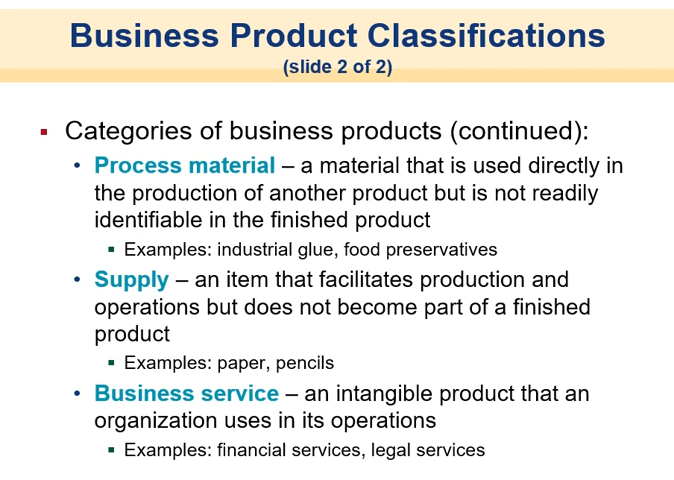 Business Product Classifications
(slide 2 of 2)
Categories of business products (continued):
Process material – a material that is used directly in
the production of another product but is not readily
identifiable in the finished product
Examples: industrial glue, food preservatives
Supply – an item that facilitates production and
operations but does not become part of a finished
product
Examples: paper, pencils
Business service – an intangible product that an
organization uses in its operations
Examples: financial services, legal services